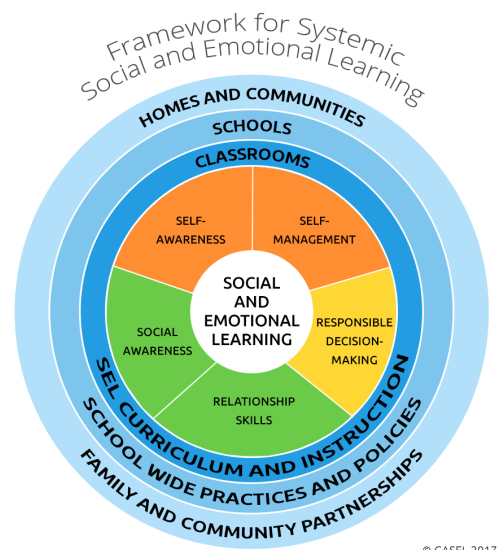 Framework for Systemic
Social and Emotional Learning
HOMES AND COMMUNITIES
SCHOOLS
CLASSROOMS
SELF-
AWARENESS
SELF-
MANAGEMENT
SOCIAL
AND
EMOTIONAL
LEARNING
SOCIAL
AWARENESS
RESPONSIBLE
DECISION-
MAKING
RELATIONSHIP
SKILLS
SEL CURRICULUM AND INSTRUCTION
SCHOOL WIDE PRACTICES AND POLICIES
FAMILY AND COMMUNITY PARTNERSHIPS
© CASEL 2017